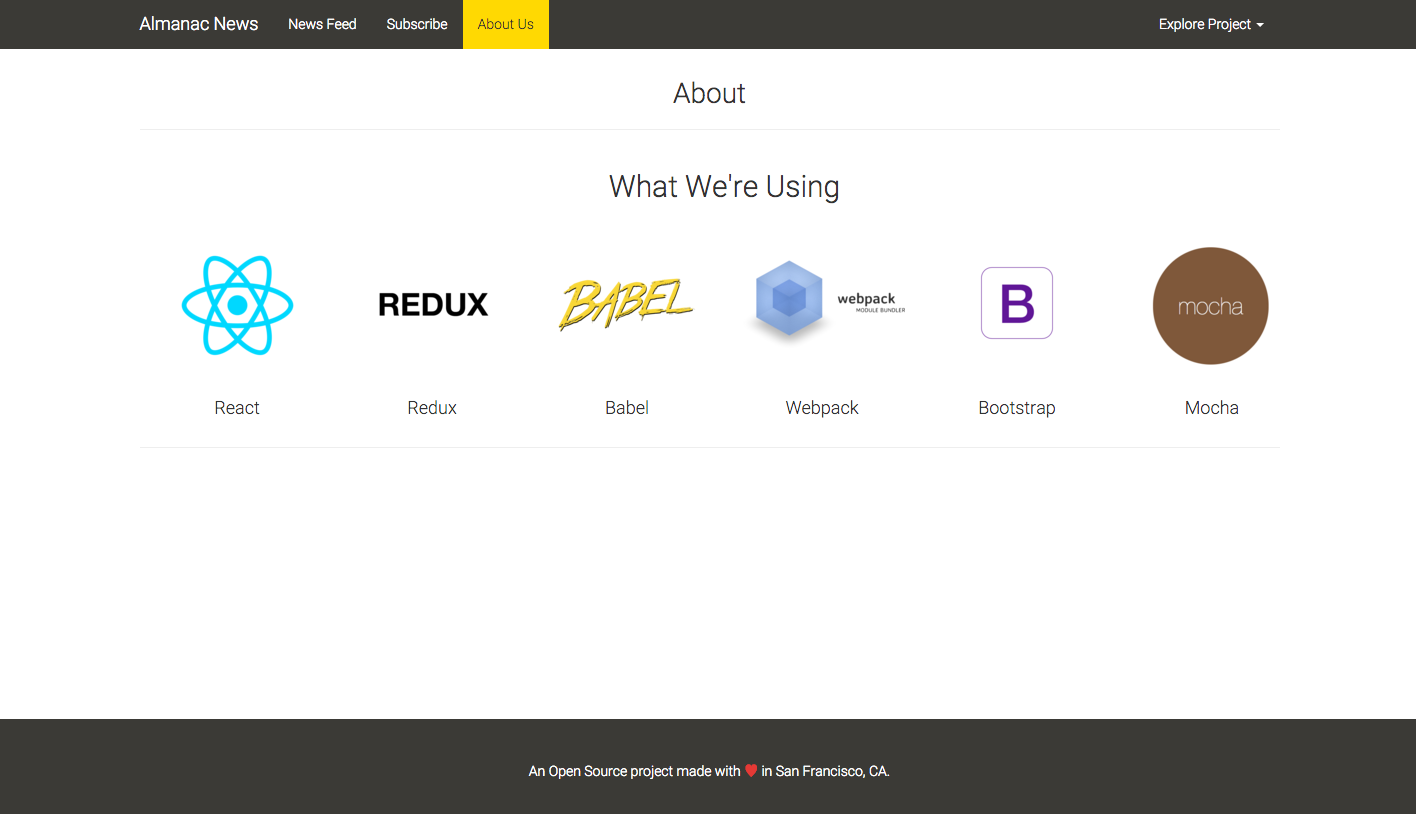 Almanac News News Feed Subscribe About Us Explore Project
About
What We're Using
REDUX BABEL webpack B mocha
MODULE BUNDLER
React Redux Babel Webpack Bootstrap Mocha
An Open Source project made with ❤ in San Francisco, CA.